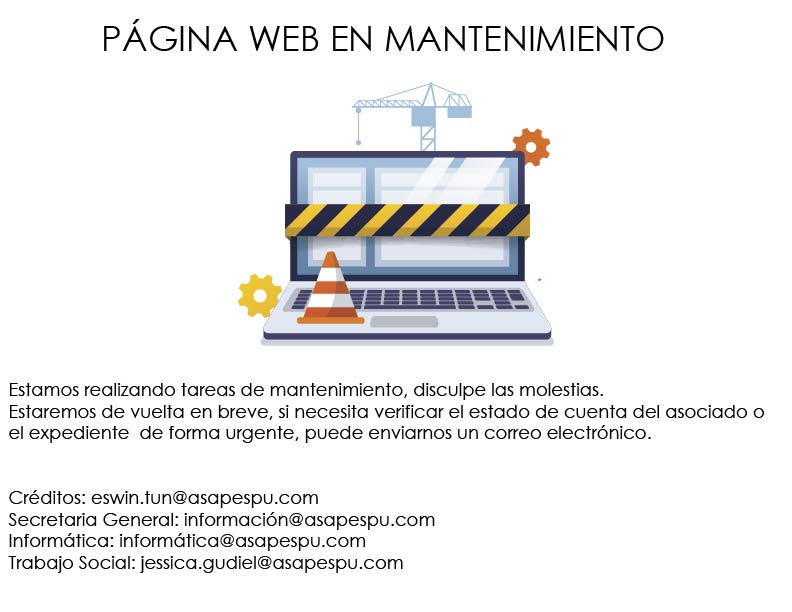 PÁGINA WEB EN MANTENIMIENTO
Estamos realizando tareas de mantenimiento, disculpe las molestias.
Estaremos de vuelta en breve, si necesita verificar el estado de cuenta del asociado o
el expediente  de forma urgente, puede enviarnos un correo electrónico.
Créditos: eswin.tun@asapespu.com
Secretaria General: información@asapespu.com
Informática: informática@asapespu.com
Trabajo Social: jessica.gudiel@asapespu.com